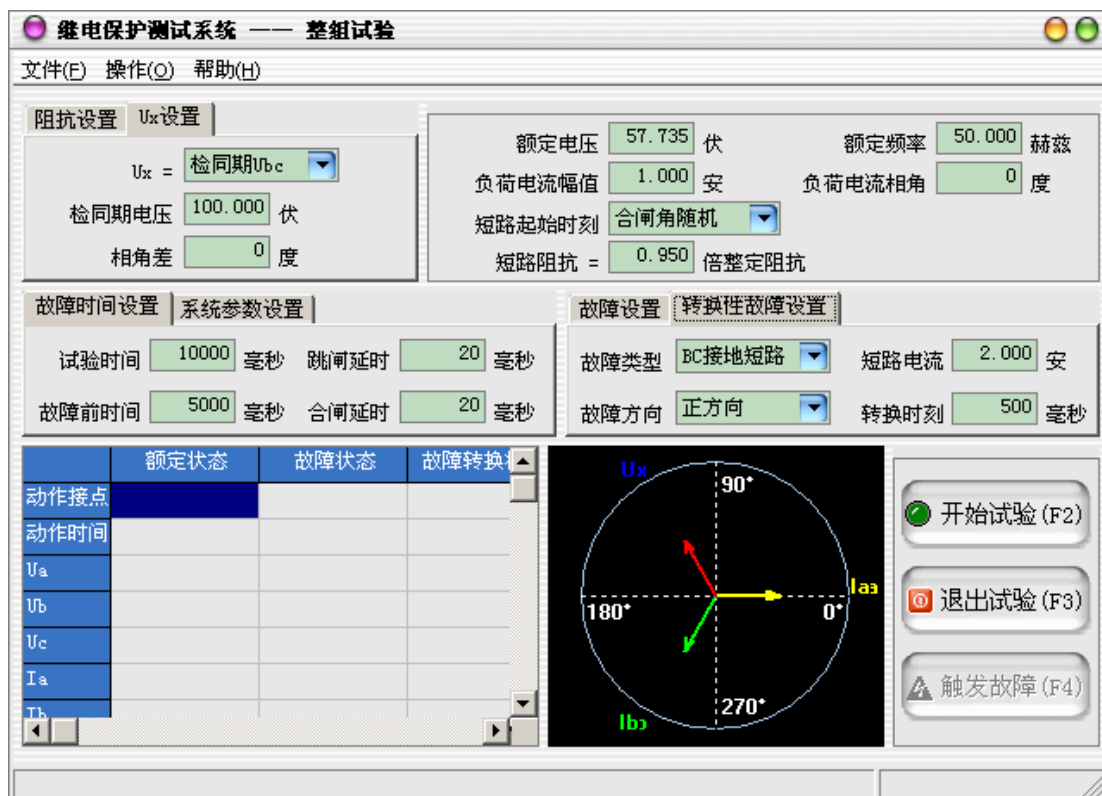 继电保护测试系统 —— 整组试验
文件(F) 操作(O) 帮助(H)
阻抗设置 Ux设置
Ux = 检同期Ubc
检同期电压 100.000 伏
相角差 0 度
额定电压 57.735 伏 额定频率 50.000 赫兹
负荷电流幅值 1.000 安 负荷电流相角 0 度
短路起始时刻 合闸角随机
短路阻抗 = 0.950 倍整定阻抗
故障时间设置 系统参数设置
试验时间 10000 毫秒 跳闸延时 20 毫秒
故障前时间 5000 毫秒 合闸延时 20 毫秒
故障设置 转换性故障设置
故障类型 BC接地短路 短路电流 2.000 安
故障方向 正方向 转换时刻 500 毫秒
额定状态 故障状态 故障转换
动作接点
动作时间
Ua
Ub
Uc
Ia
Ib
Ux
90°
180°
0°
270°
开始试验(F2)
退出试验(F3)
触发故障(F4)